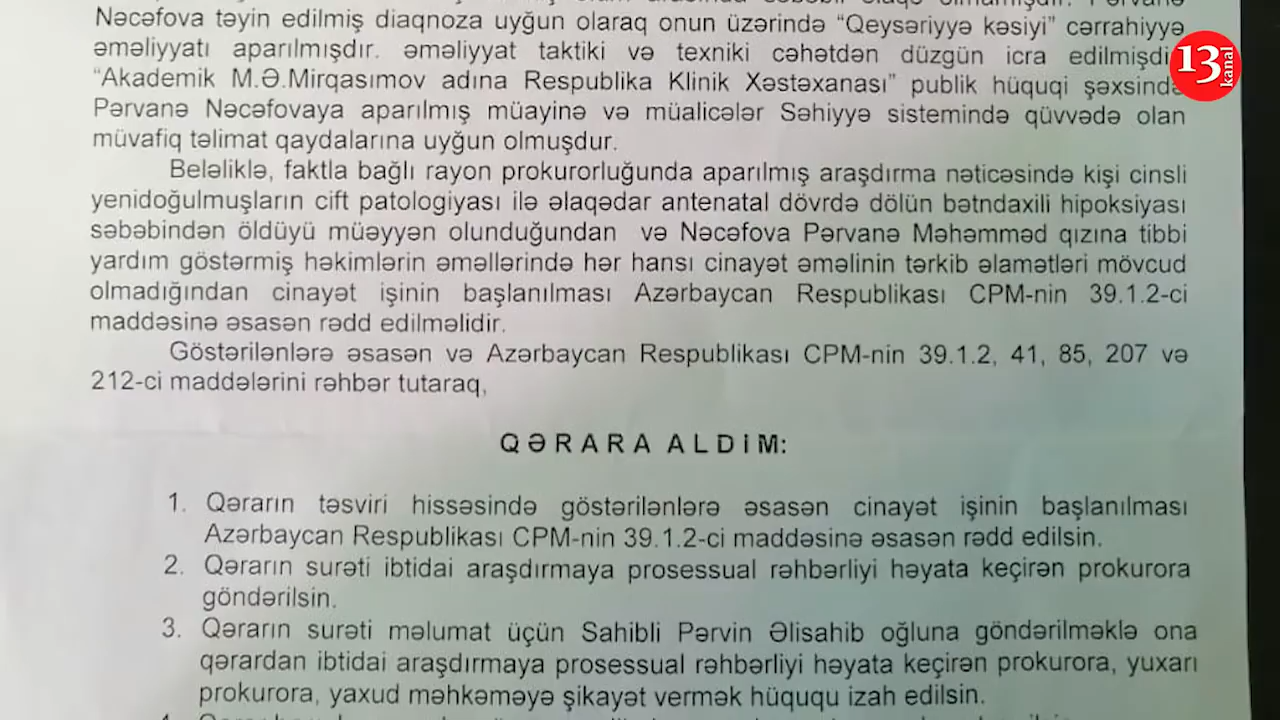 Nəcəfova təyin edilmiş diaqnoza uyğun olaraq onun üzərində “Qeysəriyyə kəsiyi” cərrahiyyə
əməliyyatı aparılmışdır. əməliyyat taktiki və texniki cəhətdən düzgün icra edilmişdi
“Akademik M.Ə.Mirqasımov adına Respublika Klinik Xəstəxanası” publik hüquqi şəxsində
Pərvanə Nəcəfovaya aparılmış müayinə və müalicələr Səhiyyə sistemində qüvvədə olan
müvafiq təlimat qaydalarına uyğun olmuşdur.
Beləliklə, faktla bağlı rayon prokurorluğunda aparılmış araşdırma nəticəsində kişi cinsli
yenidoğulmuşların cift patologiyası ilə əlaqədar antenatal dövrdə dölün bətndaxili hipoksiyası
səbəbindən öldüyü müəyyən olunduğundan və Nəcəfova Pərvanə Məhəmməd qızına tibbi
yardım göstərmiş həkimlərin əməllərində hər hansı cinayət əməlinin tərkib əlamətləri mövcud
olmadığından cinayət işinin başlanılması Azərbaycan Respublikası CPM-nin 39.1.2-ci
maddəsinə əsasən rədd edilməlidir.
Göstərilənlərə əsasən və Azərbaycan Respublikası CPM-nin 39.1.2, 41, 85, 207 və
212-ci maddələrini rəhbər tutaraq,
QƏRARA ALDIM:
1. Qərarın təsviri hissəsində göstərilənlərə əsasən cinayət işinin başlanılması
Azərbaycan Respublikası CPM-nin 39.1.2-ci maddəsinə əsasən rədd edilsin.
2. Qərarın surəti ibtidai araşdırmaya prosessual rəhbərliyi həyata keçirən prokurora
göndərilsin.
3. Qərarın surəti məlumat üçün Sahibli Pərvin Əlisahib oğluna göndərilməklə ona
qərardan ibtidai araşdırmaya prosessual rəhbərliyi həyata keçirən prokurora, yuxarı
prokurora, yaxud məhkəməyə şikayət vermək hüququ izah edilsin.
13 kanal